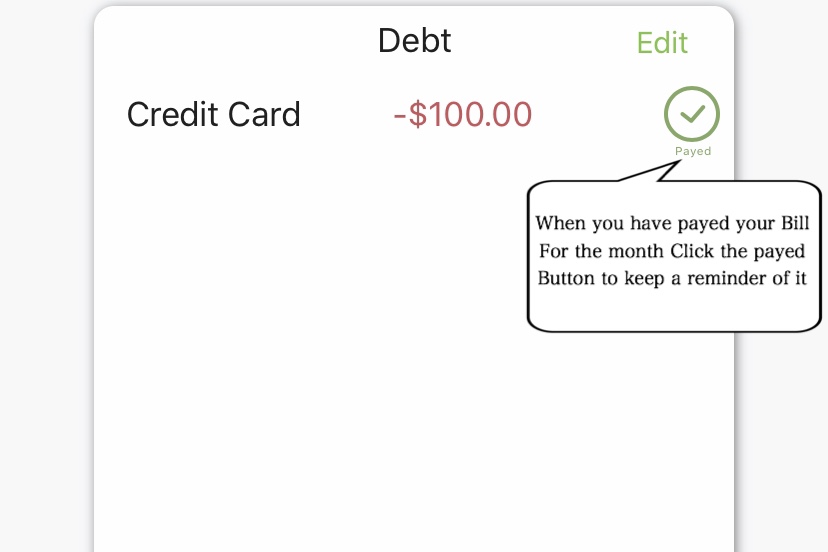 Debt Edit
Credit Card -$100.00
Payed
When you have payed your Bill
For the month Click the payed
Button to keep a reminder of it